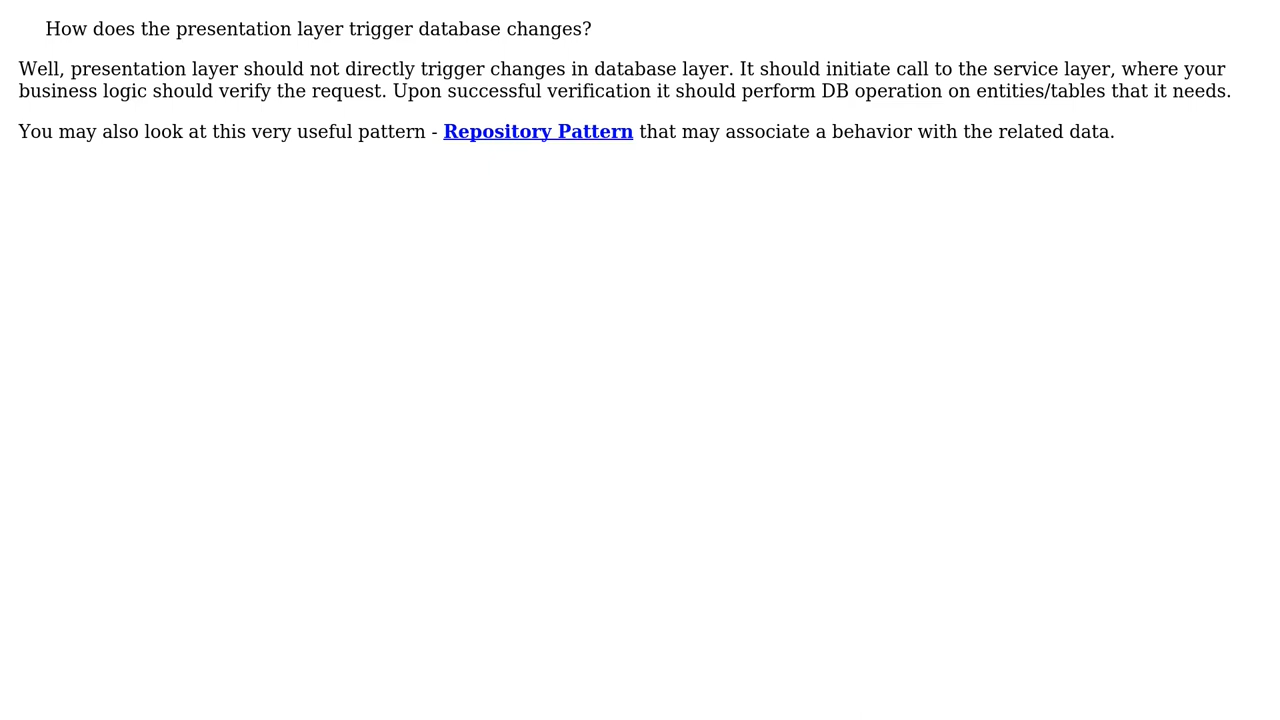 How does the presentation layer trigger database changes?
Well, presentation layer should not directly trigger changes in database layer. It should initiate call to the service layer, where your
business logic should verify the request. Upon successful verification it should perform DB operation on entities/tables that it needs.
You may also look at this very useful pattern - Repository Pattern that may associate a behavior with the related data.